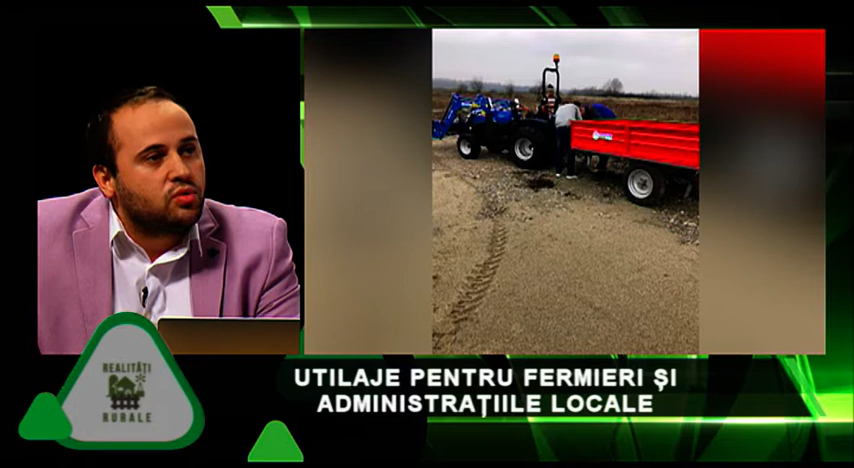 REALITĂȚI
RURALE
UTILAJE PENTRU FERMIERI ȘI
ADMINISTRAȚIILE LOCALE